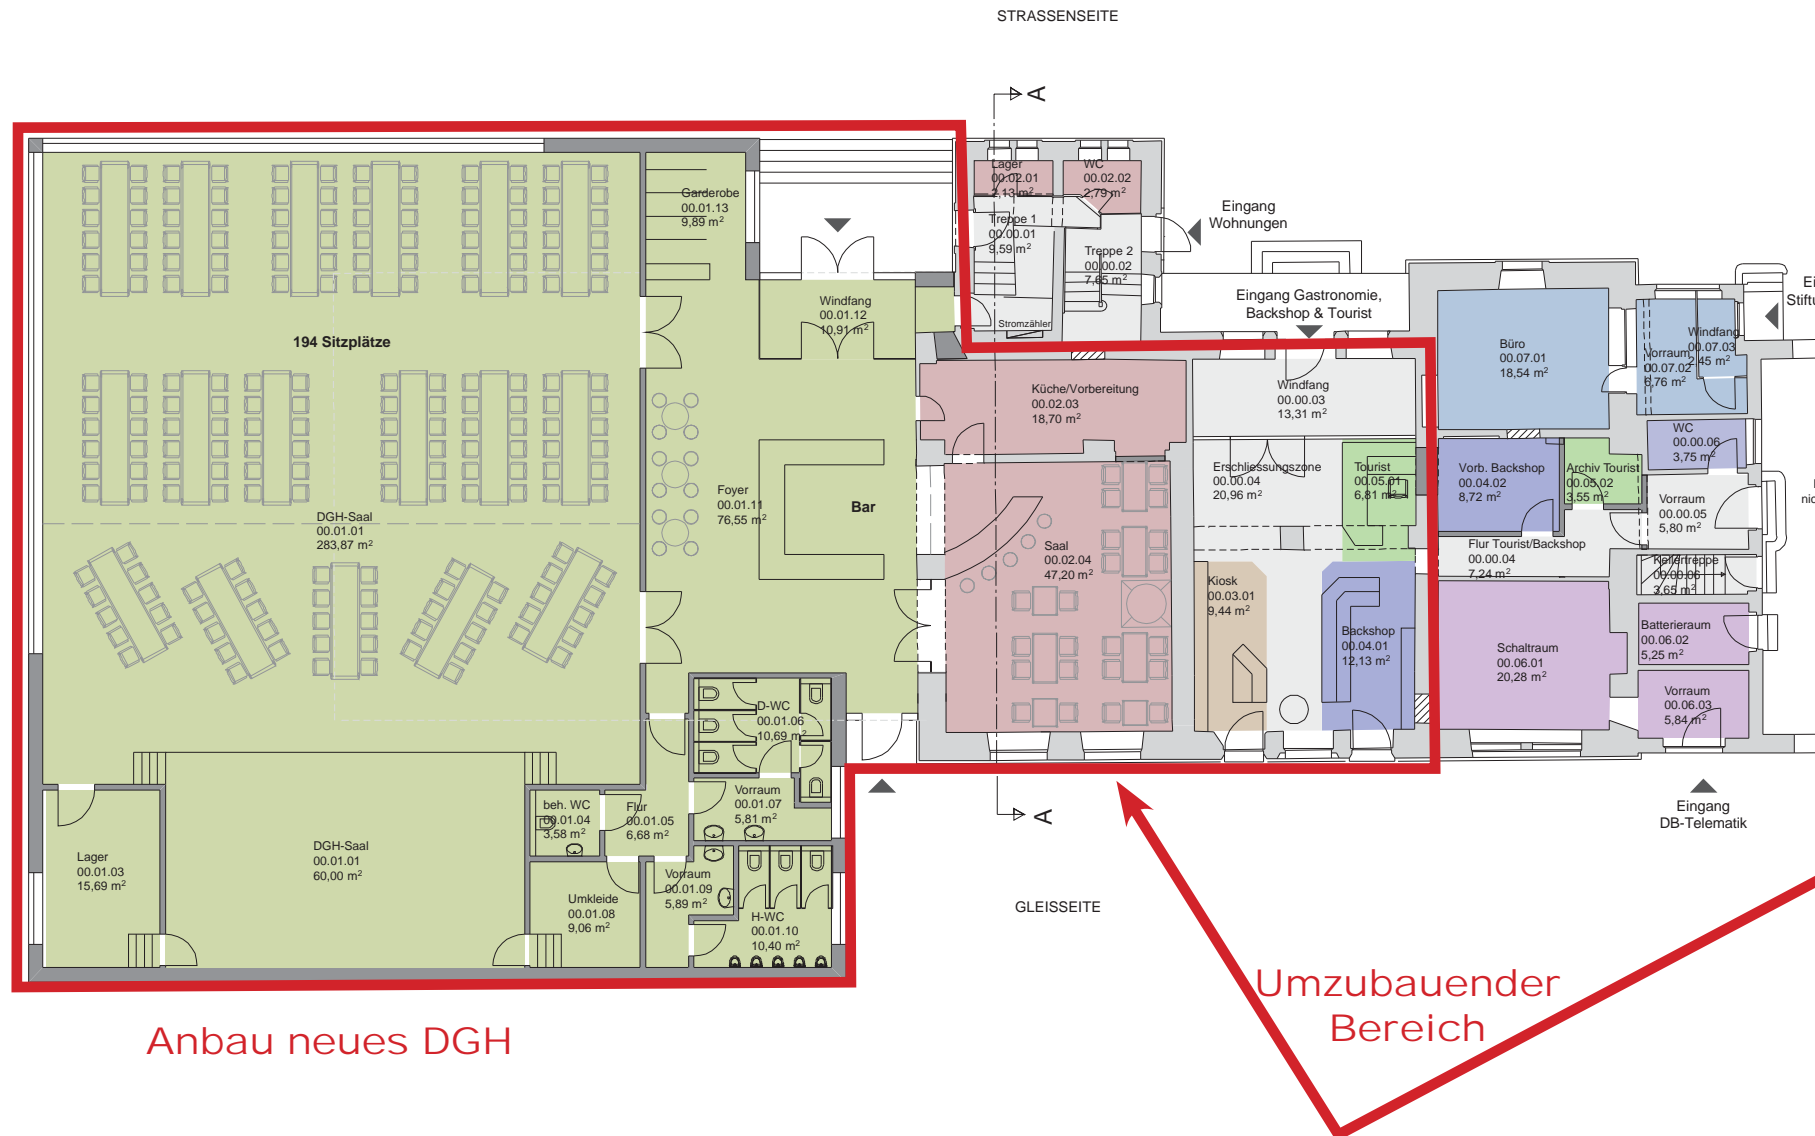 STRASSENSEITE
A
Lager
00.02.01
2,13 m²
WC
00.02.02
2,79 m²
Garderobe
00.01.13
9,89 m²
Eingang
Wohnungen
Treppe 1
00.00.01
9,59 m²
Treppe 2
00.00.02
7,65 m²
Stromzähler
Windfang
00.01.12
10,91 m²
Eingang Gastronomie,
Backshop & Tourist
194 Sitzplätze
Büro
00.07.01
18,54 m²
Windfang
00.07.03
2,45 m²
Vorraum
00.07.02
6,76 m²
Küche/Vorbereitung
00.02.03
18,70 m²
Windfang
00.00.03
13,31 m²
WC
00.00.06
3,75 m²
Erschliessungszone
00.00.04
20,96 m²
Tourist
00.05.01
6,81 m²
Vorb. Backshop
00.04.02
8,72 m²
Archiv Tourist
00.05.02
3,55 m²
Vorraum
00.00.05
5,80 m²
Foyer
00.01.11
76,55 m²
Bar
DGH-Saal
00.01.01
283,87 m²
Saal
00.02.04
47,20 m²
Flur Tourist/Backshop
00.00.04
7,24 m²
Kellertreppe
00.00.06
3,65 m²
Kiosk
00.03.01
9,44 m²
Backshop
00.04.01
12,13 m²
Schaltraum
00.06.01
20,28 m²
Batterieraum
00.06.02
5,25 m²
Vorraum
00.06.03
5,84 m²
D-WC
00.01.06
10,69 m²
Vorraum
00.01.07
5,81 m²
beh. WC
00.01.04
3,58 m²
Flur
00.01.05
6,68 m²
A
Eingang
DB-Telematik
Lager
00.01.03
15,69 m²
DGH-Saal
00.01.01
60,00 m²
Umkleide
00.01.08
9,06 m²
Vorraum
00.01.09
5,89 m²
H-WC
00.01.10
10,40 m²
GLEISSEITE
Umzubauender
Bereich
Anbau neues DGH